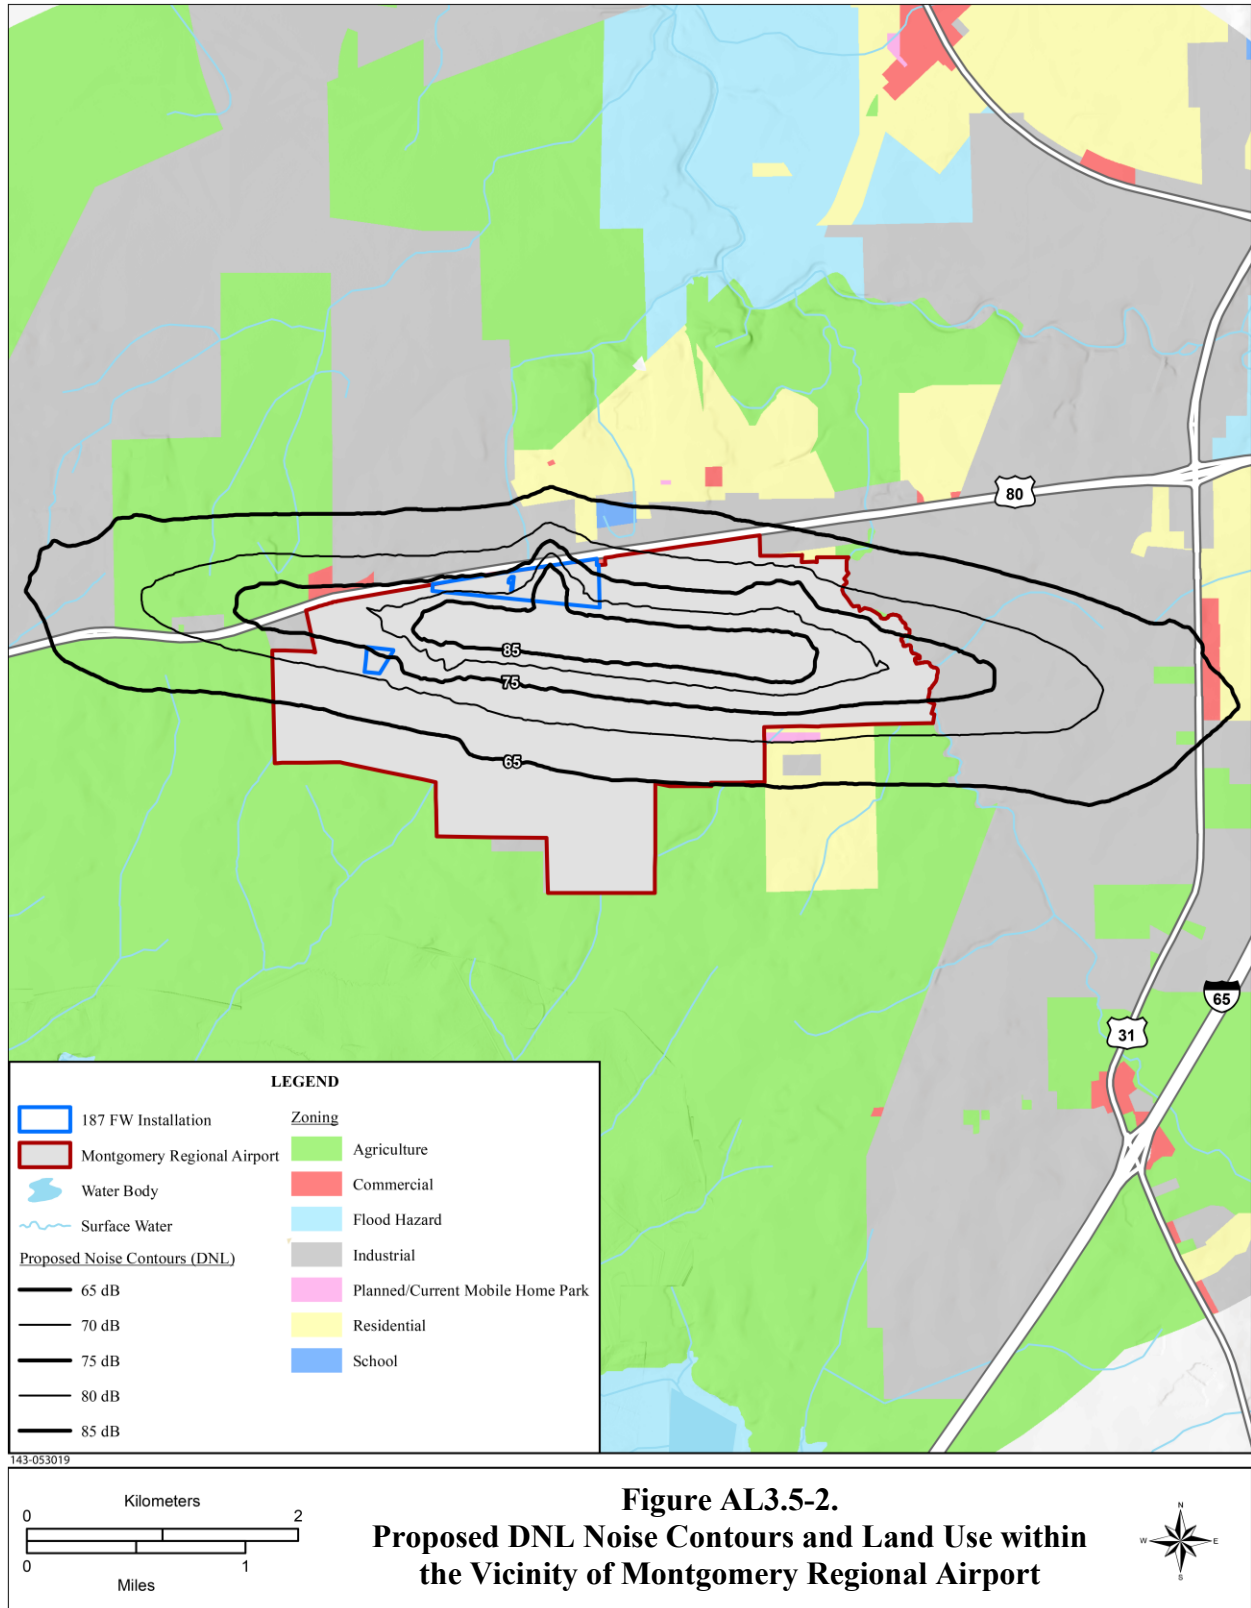 80
85
75
65
65
31
LEGEND
187 FW Installation
Montgomery Regional Airport
Water Body
Surface Water
Proposed Noise Contours (DNL)
65 dB
70 dB
75 dB
80 dB
85 dB
Zoning
Agriculture
Commercial
Flood Hazard
Industrial
Planned/Current Mobile Home Park
Residential
School
143-053019
Kilometers
0 2
0 1
Miles
Figure AL3.5-2.
Proposed DNL Noise Contours and Land Use within
the Vicinity of Montgomery Regional Airport
N
W E
S